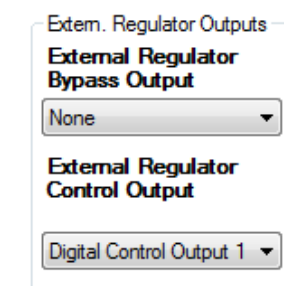 Extern. Regulator Outputs
External Regulator
Bypass Output
None
External Regulator
Control Output
Digital Control Output 1